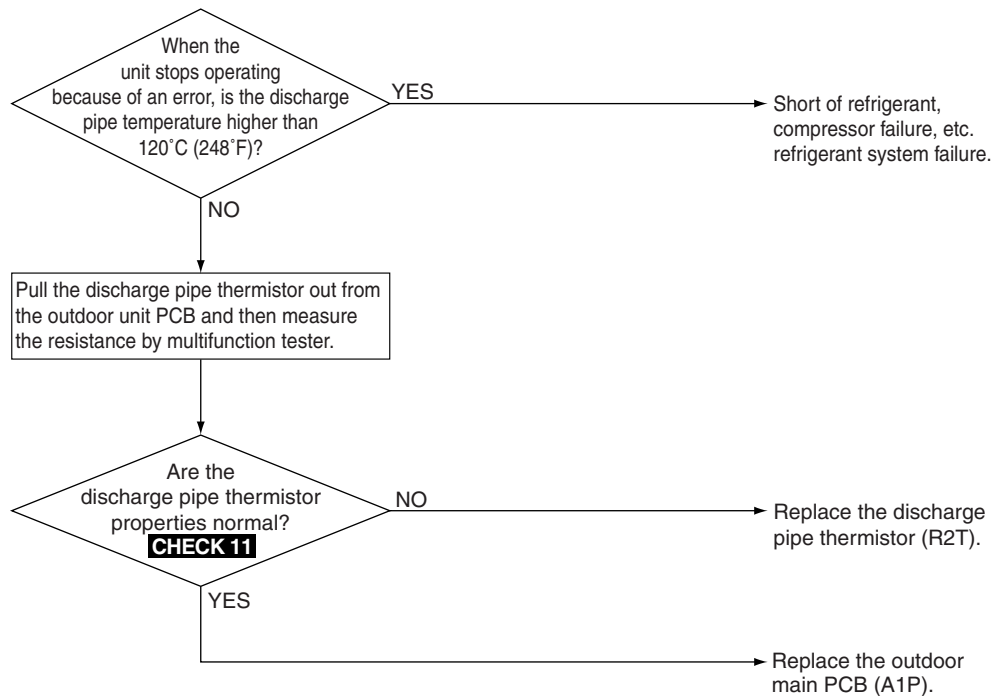 When the
unit stops operating
because of an error, is the discharge
pipe temperature higher than
120˚C (248˚F)?
YES
Short of refrigerant,
compressor failure, etc.
refrigerant system failure.
NO
Pull the discharge pipe thermistor out from
the outdoor unit PCB and then measure
the resistance by multifunction tester.
Are the
discharge pipe thermistor
properties normal?
CHECK 11
NO
Replace the discharge
pipe thermistor (R2T).
YES
Replace the outdoor
main PCB (A1P).